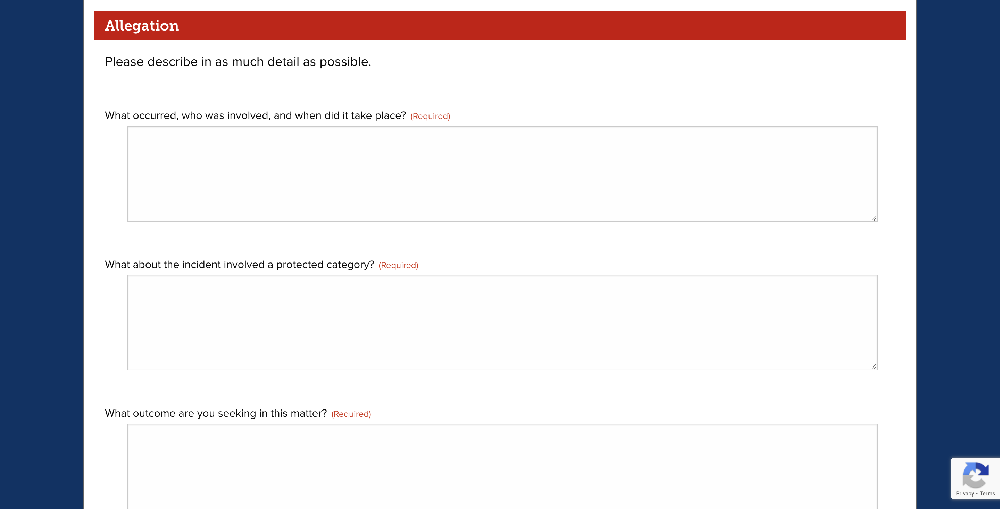 Allegation
Please describe in as much detail as possible.
What occurred, who was involved, and when did it take place? (Required)
What about the incident involved a protected category? (Required)
What outcome are you seeking in this matter? (Required)
Privacy - Terms